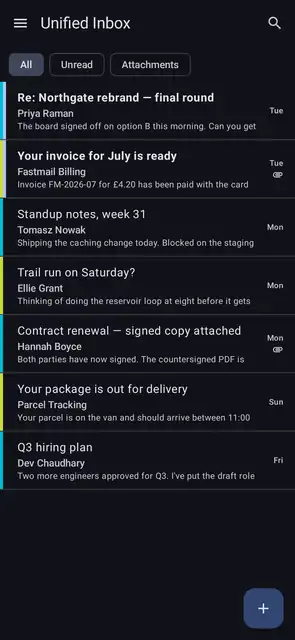 Unified Inbox
All
Unread
Attachments
Re: Northgate rebrand — final round
Priya Raman
Tue
The board signed off on option B this morning. Can you get
Your invoice for July is ready
Tue
Fastmail Billing
Invoice FM-2026-07 for £4.20 has been paid with the card
Standup notes, week 31
Tomasz Nowak
Mon
Shipping the caching change today. Blocked on the staging
Trail run on Saturday?
Ellie Grant
Mon
Thinking of doing the reservoir loop at eight before it gets
Contract renewal — signed copy attached
Mon
Hannah Boyce
Both parties have now signed. The countersigned PDF is
Your package is out for delivery
Parcel Tracking
Sun
Your parcel is on the van and should arrive between 11:00
Q3 hiring plan
Dev Chaudhary
Fri
Two more engineers approved for Q3. I've put the draft role